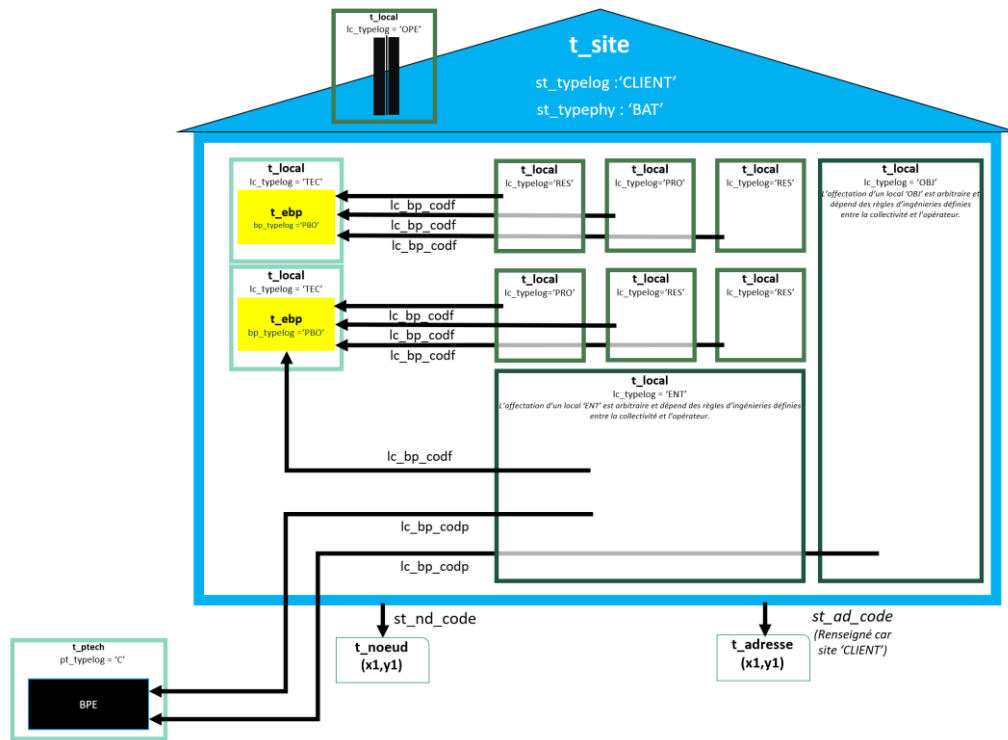 t_local
lc_typelog = ‘OPE’
t_site
st_typelog :‘CLIENT’
st_typephy : ‘BAT’
t_local
lc_typelog = ‘TEC’
t_ebp
bp_typelog =‘PBO’
lc_bp_codf
lc_bp_codf
lc_bp_codf
t_local
lc_typelog=‘RES’
t_local
lc_typelog=‘PRO’
t_local
lc_typelog=‘RES’
t_local
lc_typelog = ‘OBJ’
L’affectation d’un local ‘OBJ’ est arbitraire et
dépend des règles d’ingénieries définies
entre la collectivité et l’opérateur.
t_local
lc_typelog = ‘TEC’
t_ebp
bp_typelog =‘PBO’
lc_bp_codf
lc_bp_codf
lc_bp_codf
t_local
lc_typelog=‘PRO’
t_local
lc_typelog=‘RES’
t_local
lc_typelog=‘RES’
t_local
lc_typelog = ‘ENT’
L’affectation d’un local ‘ENT’ est arbitraire et dépend des règles d’ingénieries définies
entre la collectivité et l’opérateur.
lc_bp_codf
lc_bp_codp
lc_bp_codp
st_nd_code
t_noeud
(x1,y1)
st_ad_code
(Renseigné car
site ‘CLIENT’)
t_adresse
(x1,y1)
t_ptech
pt_typelog = ‘C’
BPE